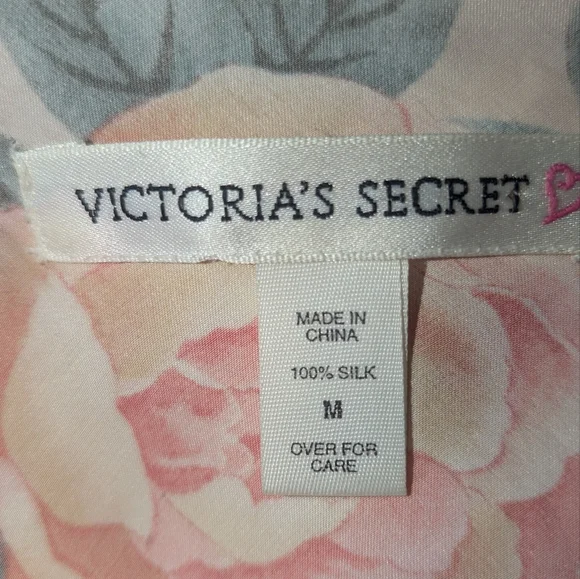 VICTORIA'S SECRET
MADE IN
CHINA
100% SILK
M
OVER FOR
CARE